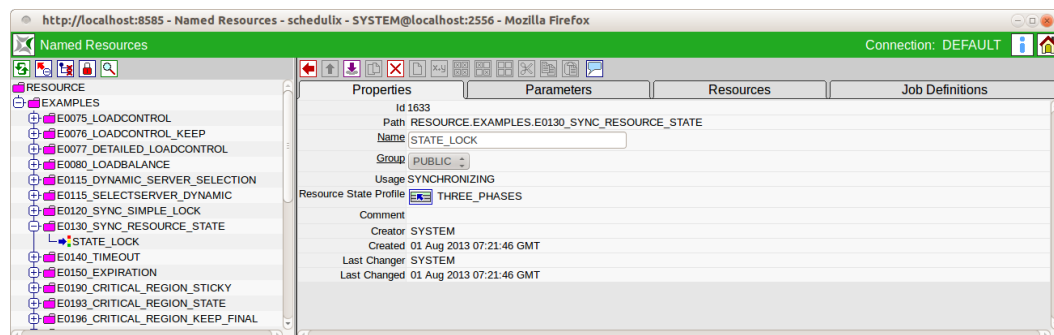 http://localhost:8585 - Named Resources - schedulix - SYSTEM@localhost:2556 - Mozilla Firefox
Named Resources
Connection: DEFAULT
RESOURCE
EXAMPLES
E0075_LOADCONTROL
E0076_LOADCONTROL_KEEP
E0077_DETAILED_LOADCONTROL
E0080_LOADBALANCE
E0115_DYNAMIC_SERVER_SELECTION
E0115_SELECTSERVER_DYNAMIC
E0120_SYNC_SIMPLE_LOCK
E0130_SYNC_RESOURCE_STATE
STATE_LOCK
E0140_TIMEOUT
E0150_EXPIRATION
E0190_CRITICAL_REGION_STICKY
E0193_CRITICAL_REGION_STATE
E0196_CRITICAL_REGION_KEEP_FINAL
Properties Parameters Resources Job Definitions
Id 1633
Path RESOURCE.EXAMPLES.E0130_SYNC_RESOURCE_STATE
Name STATE_LOCK
Group PUBLIC
Usage SYNCHRONIZING
Resource State Profile THREE_PHASES
Comment
Creator SYSTEM
Created 01 Aug 2013 07:21:46 GMT
Last Changer SYSTEM
Last Changed 01 Aug 2013 07:21:46 GMT